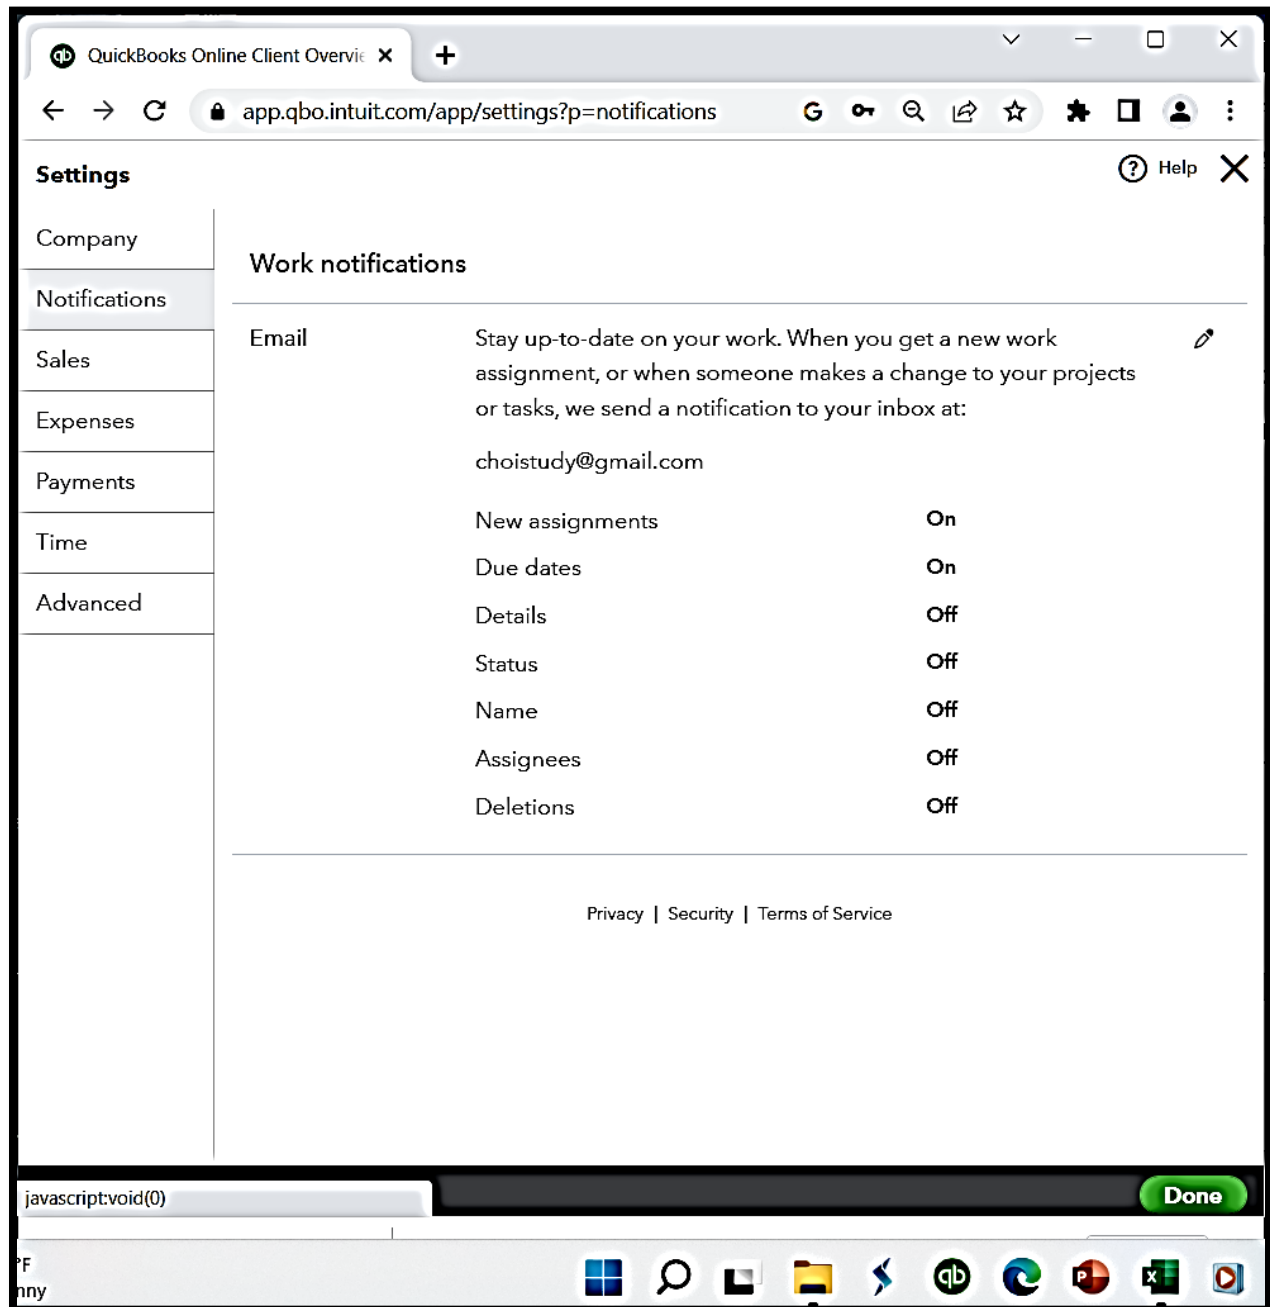 QuickBooks Online Client Overvie
app.qbo.intuit.com/app/settings?p=notifications
Settings
Help
Company
Notifications
Sales
Expenses
Payments
Time
Advanced
Work notifications
Email
Stay up-to-date on your work. When you get a new work
assignment, or when someone makes a change to your projects
or tasks, we send a notification to your inbox at:
choistudy@gmail.com
New assignments On
Due dates On
Details Off
Status Off
Name Off
Assignees Off
Deletions Off
Privacy | Security | Terms of Service
javascript:void(0)
Done
°F
nny